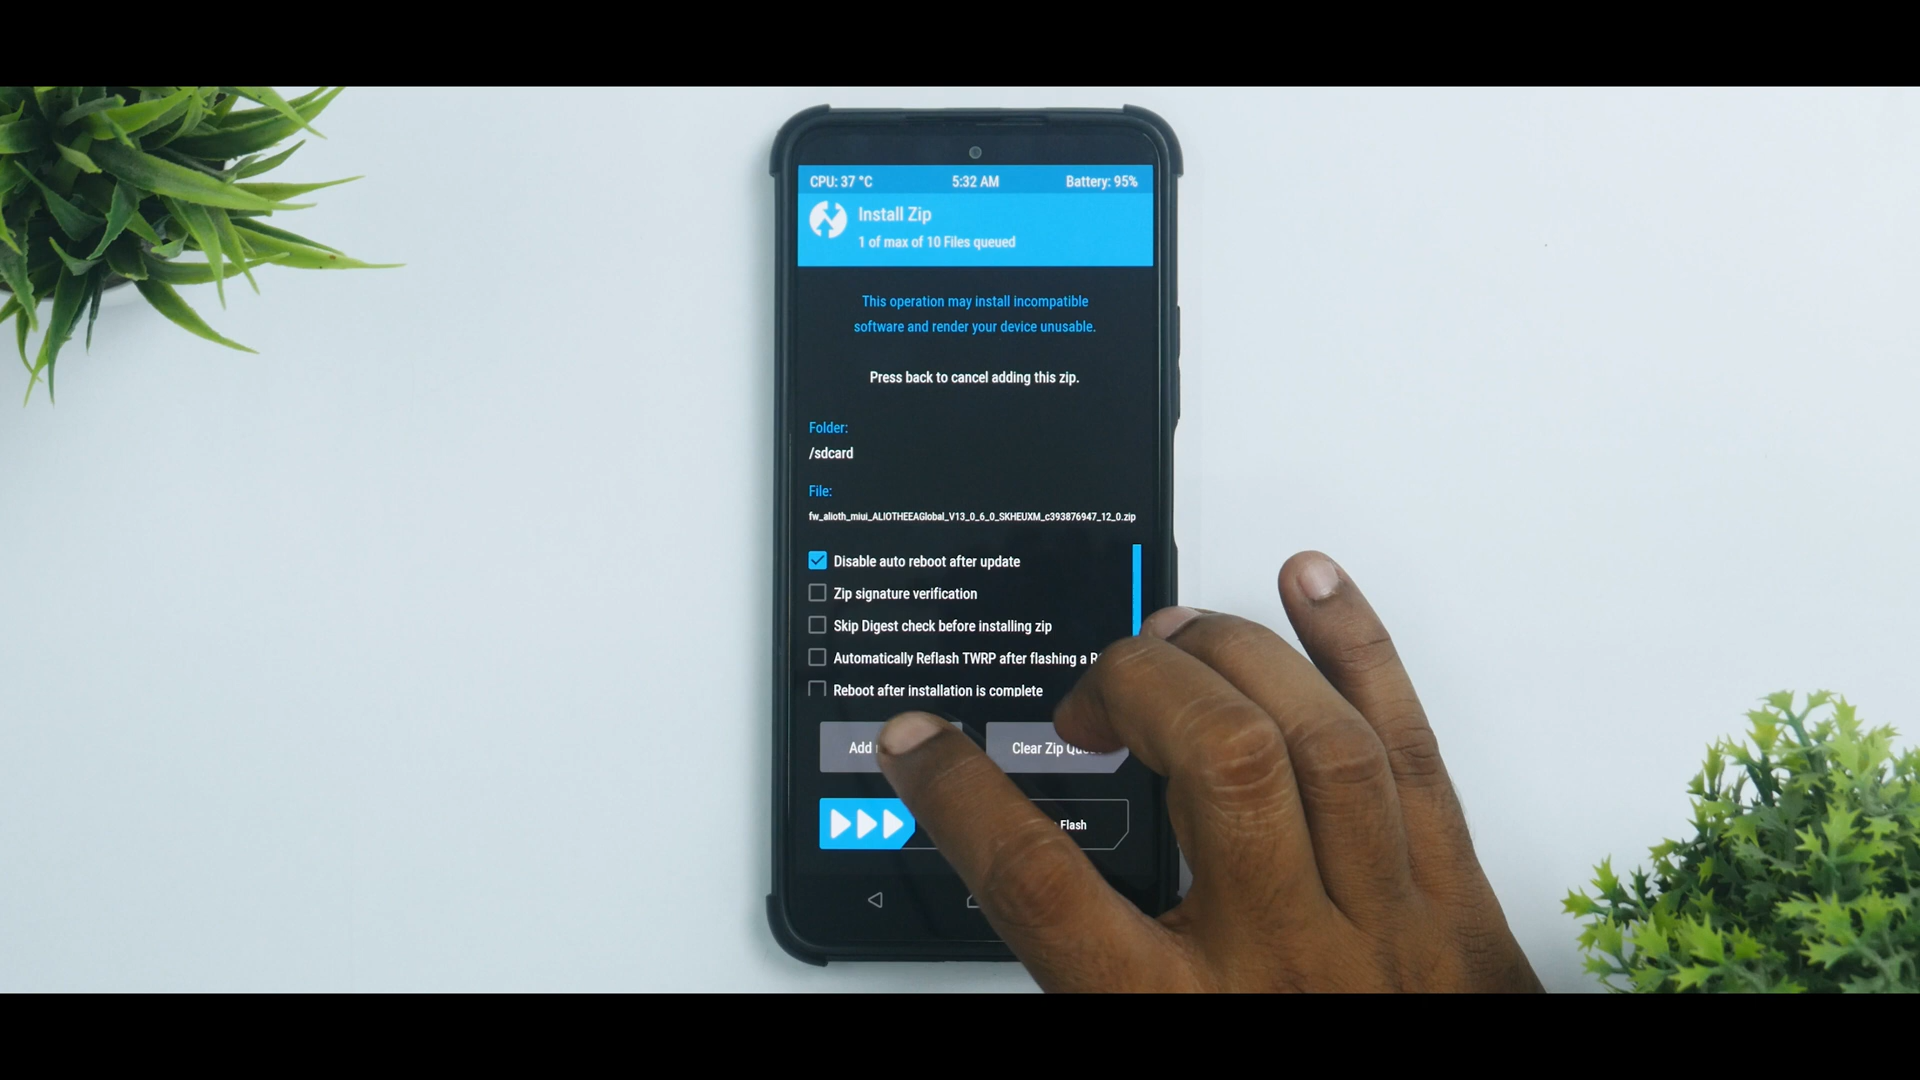 CPU: 37 °C 5:32 AM Battery: 95%
Install Zip
1 of max of 10 Files queued
This operation may install incompatible
software and render your device unusable.
Press back to cancel adding this zip.
Folder:
/sdcard
File:
fw_alioth_miui_ALIOTHEEAGlobal_V13_0_6_0_SKHEUXM_c393876947_12_0.zip
Disable auto reboot after update
Zip signature verification
Skip Digest check before installing zip
Automatically Reflash TWRP after flashing a
Reboot after installation is complete
Add Clear Zip
Flash